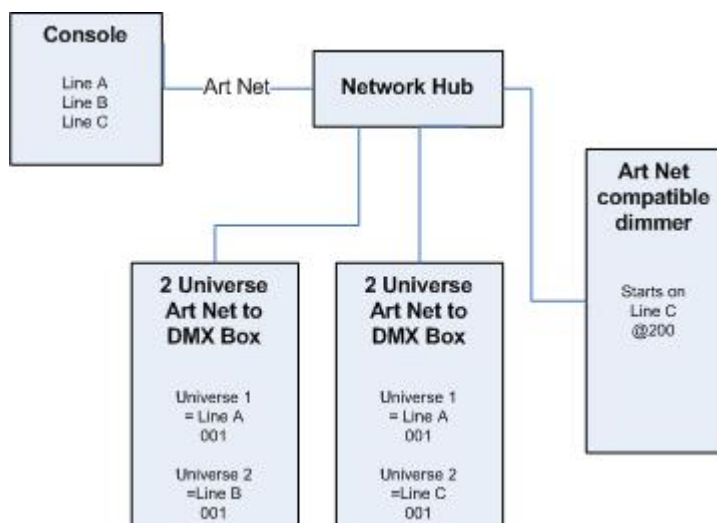 Console
Line A
Line B
Line C
Art Net
Network Hub
Art Net
compatible
dimmer
Starts on
Line C
@200
2 Universe
Art Net to
DMX Box
Universe 1
= Line A
001
Universe 2
=Line B
001
2 Universe
Art Net to
DMX Box
Universe 1
= Line A
001
Universe 2
=Line C
001